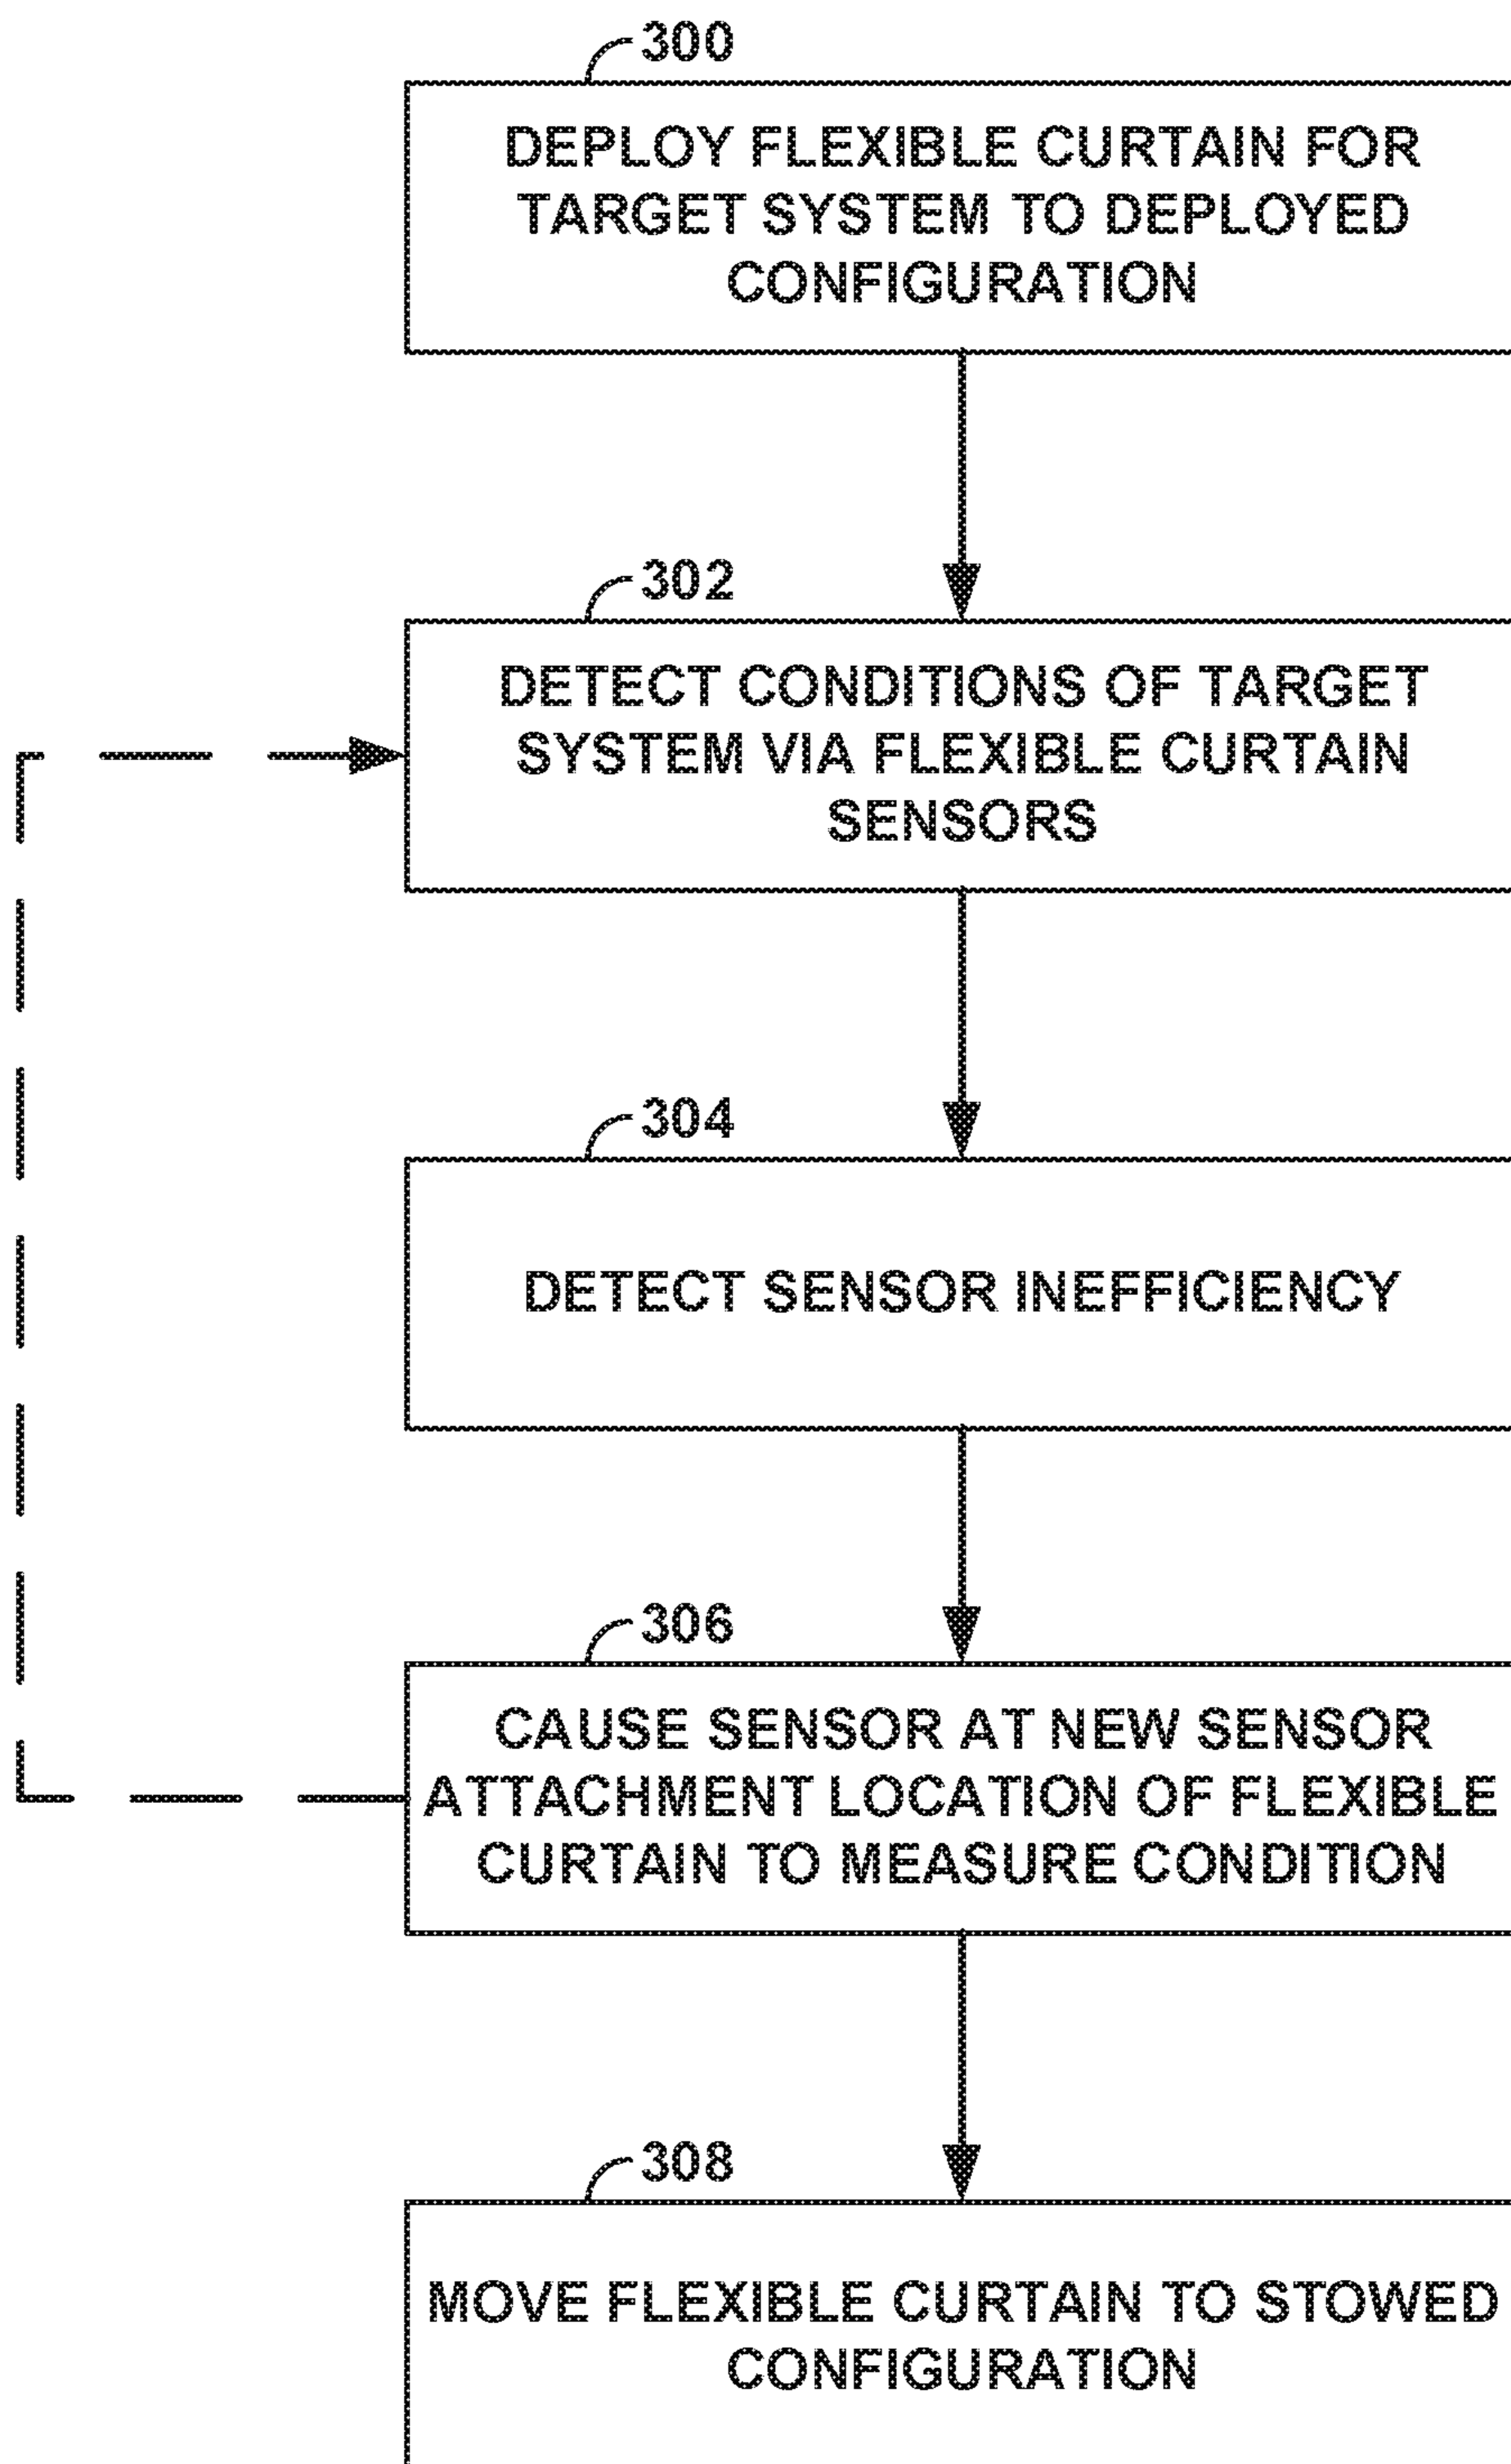 300
DEPLOY FLEXIBLE CURTAIN FOR
TARGET SYSTEM TO DEPLOYED
CONFIGURATION
302
DETECT CONDITIONS OF TARGET
SYSTEM VIA FLEXIBLE CURTAIN
SENSORS
304
DETECT SENSOR INEFFICIENCY
306
CAUSE SENSOR AT NEW SENSOR
ATTACHMENT LOCATION OF FLEXIBLE
CURTAIN TO MEASURE CONDITION
308
MOVE FLEXIBLE CURTAIN TO STOWED
CONFIGURATION